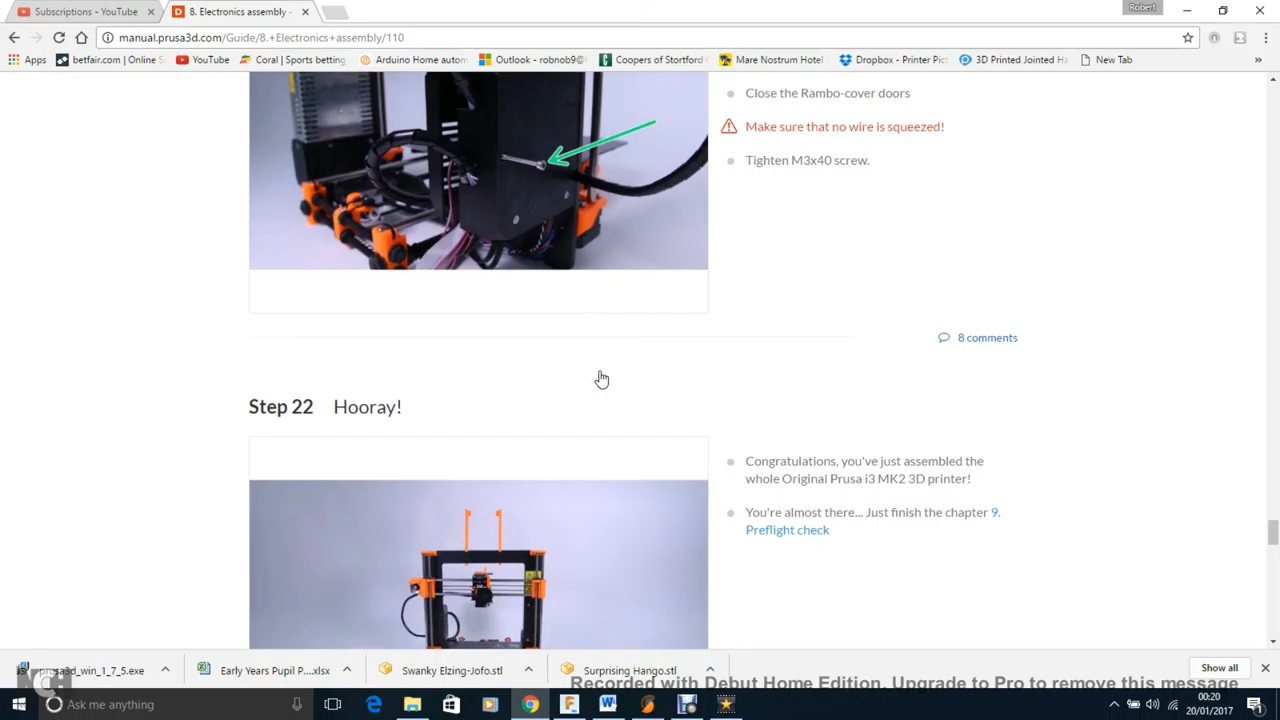 Subscriptions - YouTube
8. Electronics assembly -
Robert
manual.prusa3d.com/Guide/8.+Electronics+assembly/110
Apps
betfair.com | Online
YouTube
Coral | Sports betting
Arduino Home autom
Outlook - robnob9@
Coopers of Stortford
Mare Nostrum Hotel
Dropbox - Printer Pict
3D Printed Jointed Ha
New Tab
»
Close the Rambo-cover doors
Make sure that no wire is squeezed!
Tighten M3x40 screw.
8 comments
Step 22 Hooray!
Congratulations, you've just assembled the
whole Original Prusa i3 MK2 3D printer!
You're almost there... Just finish the chapter 9.
Preflight check
prusa3d_win_1_7_5.exe
Early Years Pupil P....xlsx
Swanky Elzing-Jofo.stl
Surprising Hango.stl
Show all
Recorded with Debut Home Edition. Upgrade to Pro to remove this message
Ask me anything
00:20
20/01/2017